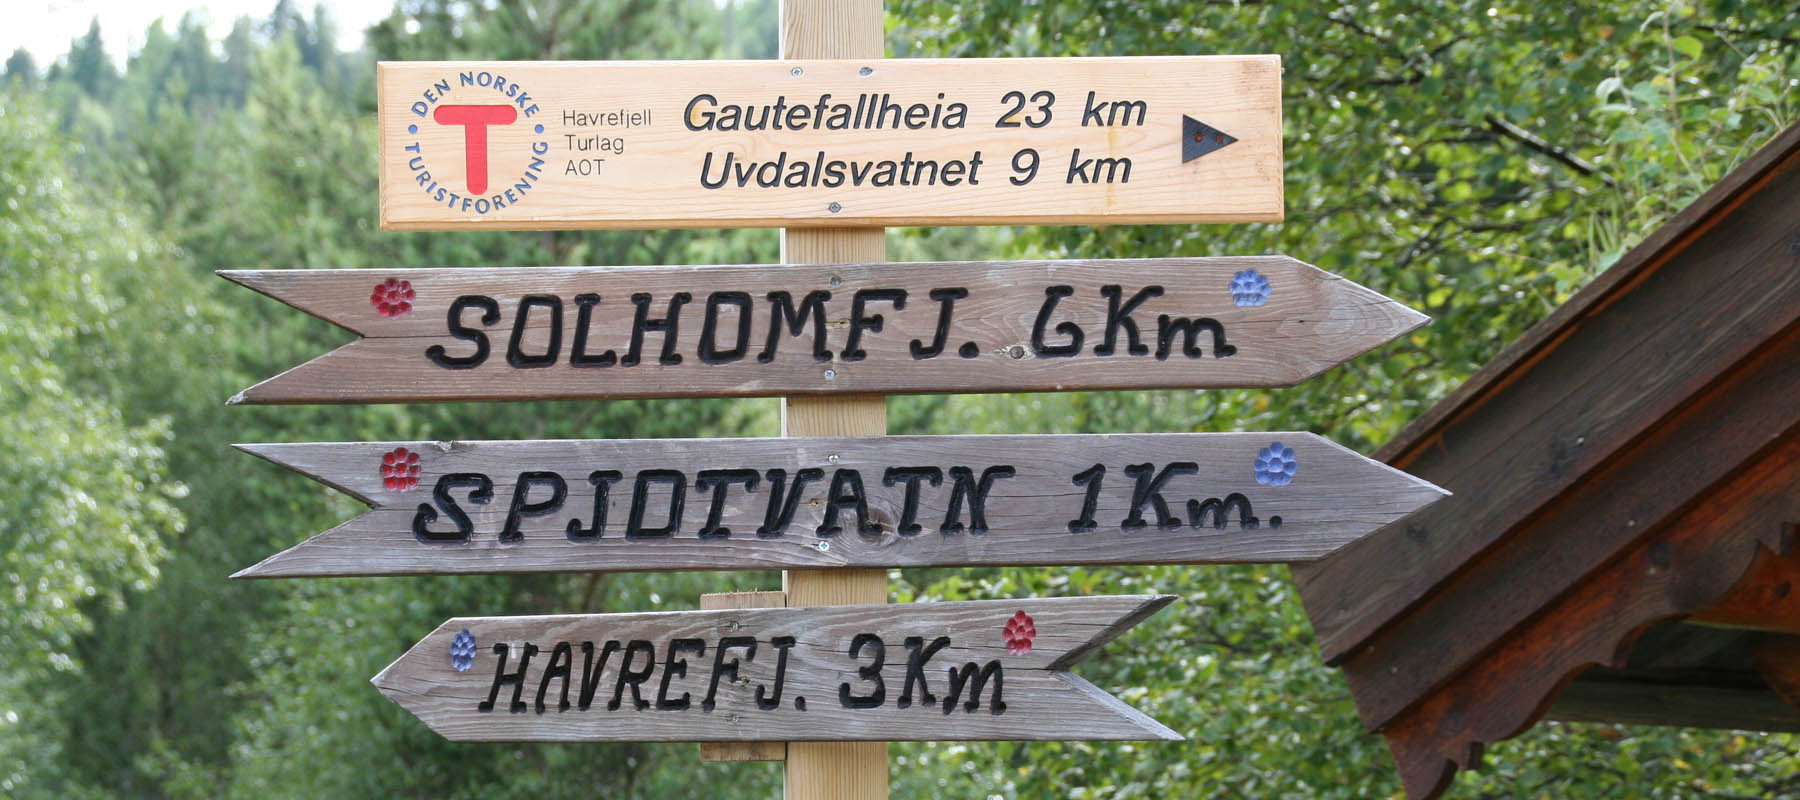 DEN NORSKE TURISTFORENING
T
Havrefjell
Turlag
AOT
Gautefallheia 23 km
Uvdalsvatnet 9 km
SOLHOMFJ. 6Km
SPJOTVATN 1Km.
HAVREFJ. 3Km